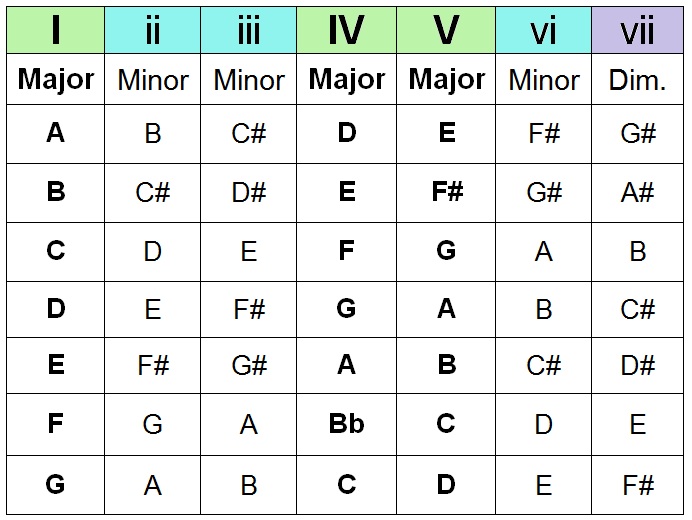 I ii iii IV V vi vii
Major Minor Minor Major Major Minor Dim.
A B C# D E F# G#
B C# D# E F# G# A#
C D E F G A B
D E F# G A B C#
E F# G# A B C# D#
F G A Bb C D E
G A B C D E F#